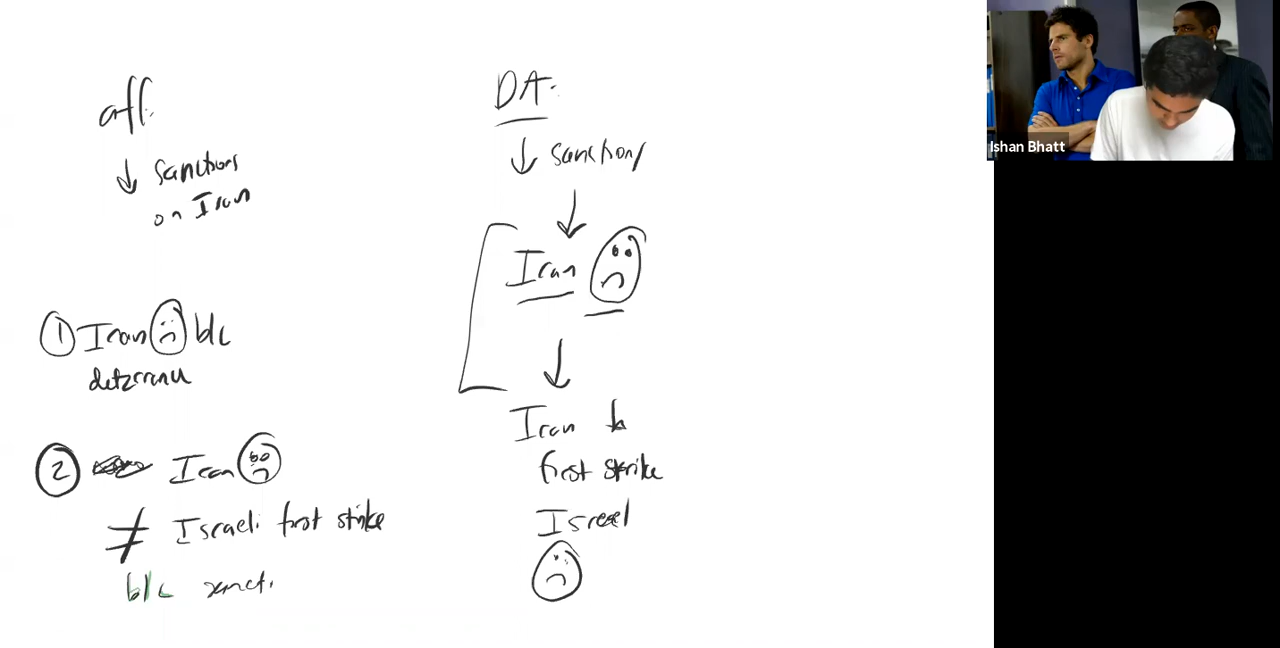 aff.
↓ sanctions
on Iran
① Iran ☹ b/c
② Iran ☹
≠ Israeli first strike
b/c
DA.
↓ sanctions
↓
Iran ☹
↓
Iran
first strike
Israel
☹
Ishan Bhatt